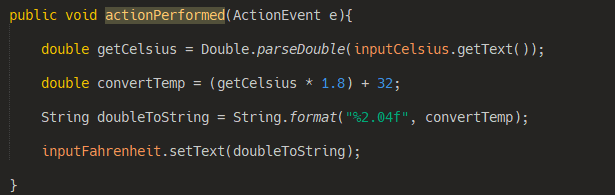 public void actionPerformed(ActionEvent e){
double getCelsius = Double.parseDouble(inputCelsius.getText());
double convertTemp = (getCelsius * 1.8) + 32;
String doubleToString = String.format("%2.04f", convertTemp);
inputFahrenheit.setText(doubleToString);
}